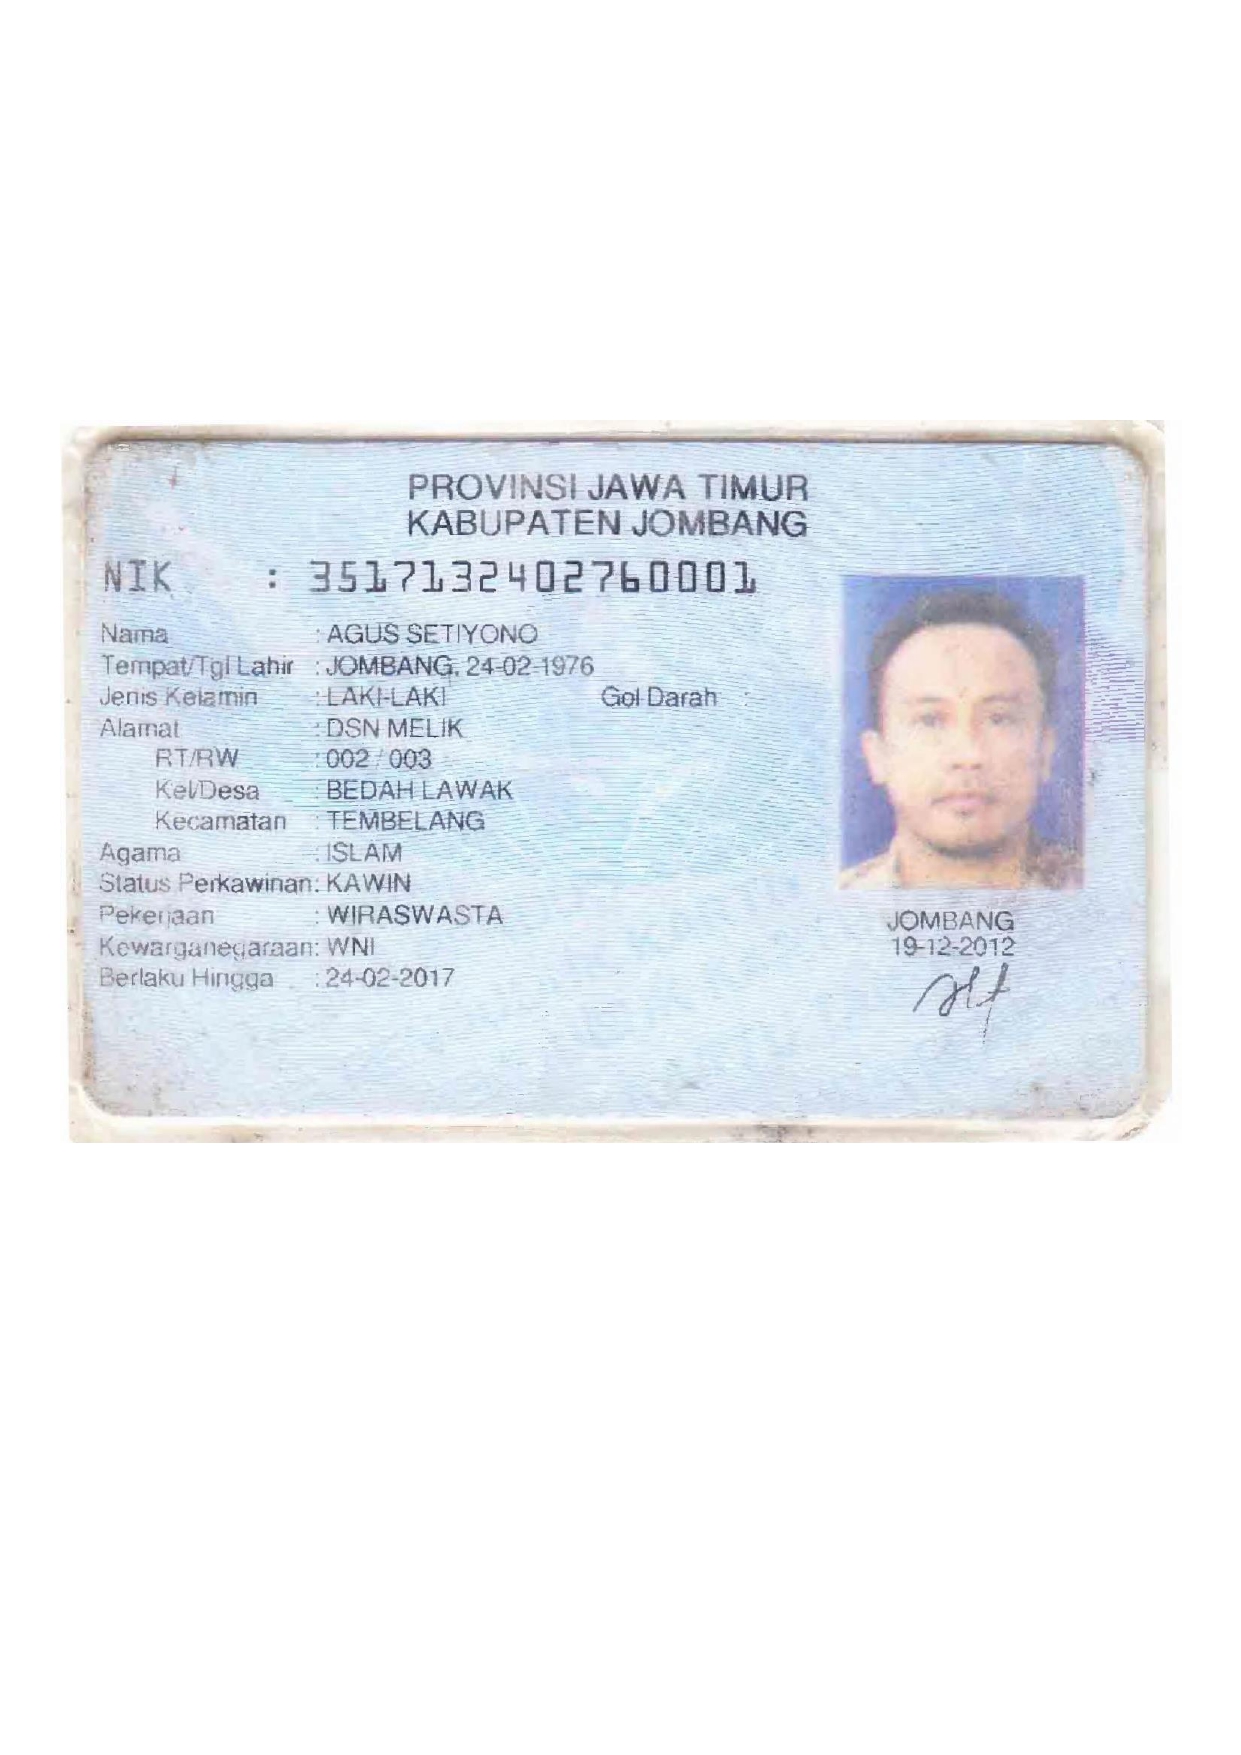 PROVINSI JAWA TIMUR
KABUPATEN JOMBANG
NIK : 3517132402760001
Nama : AGUS SETIYONO
Tempat/Tgl Lahir : JOMBANG, 24-02-1976
Jenis Kelamin : LAKI-LAKI Gol Darah :
Alamat : DSN MELIK
RT/RW : 002 / 003
Kel/Desa : BEDAH LAWAK
Kecamatan : TEMBELANG
Agama : ISLAM
Status Perkawinan: KAWIN
Pekerjaan : WIRASWASTA
Kewarganegaraan: WNI
Berlaku Hingga : 24-02-2017
JOMBANG
19-12-2012